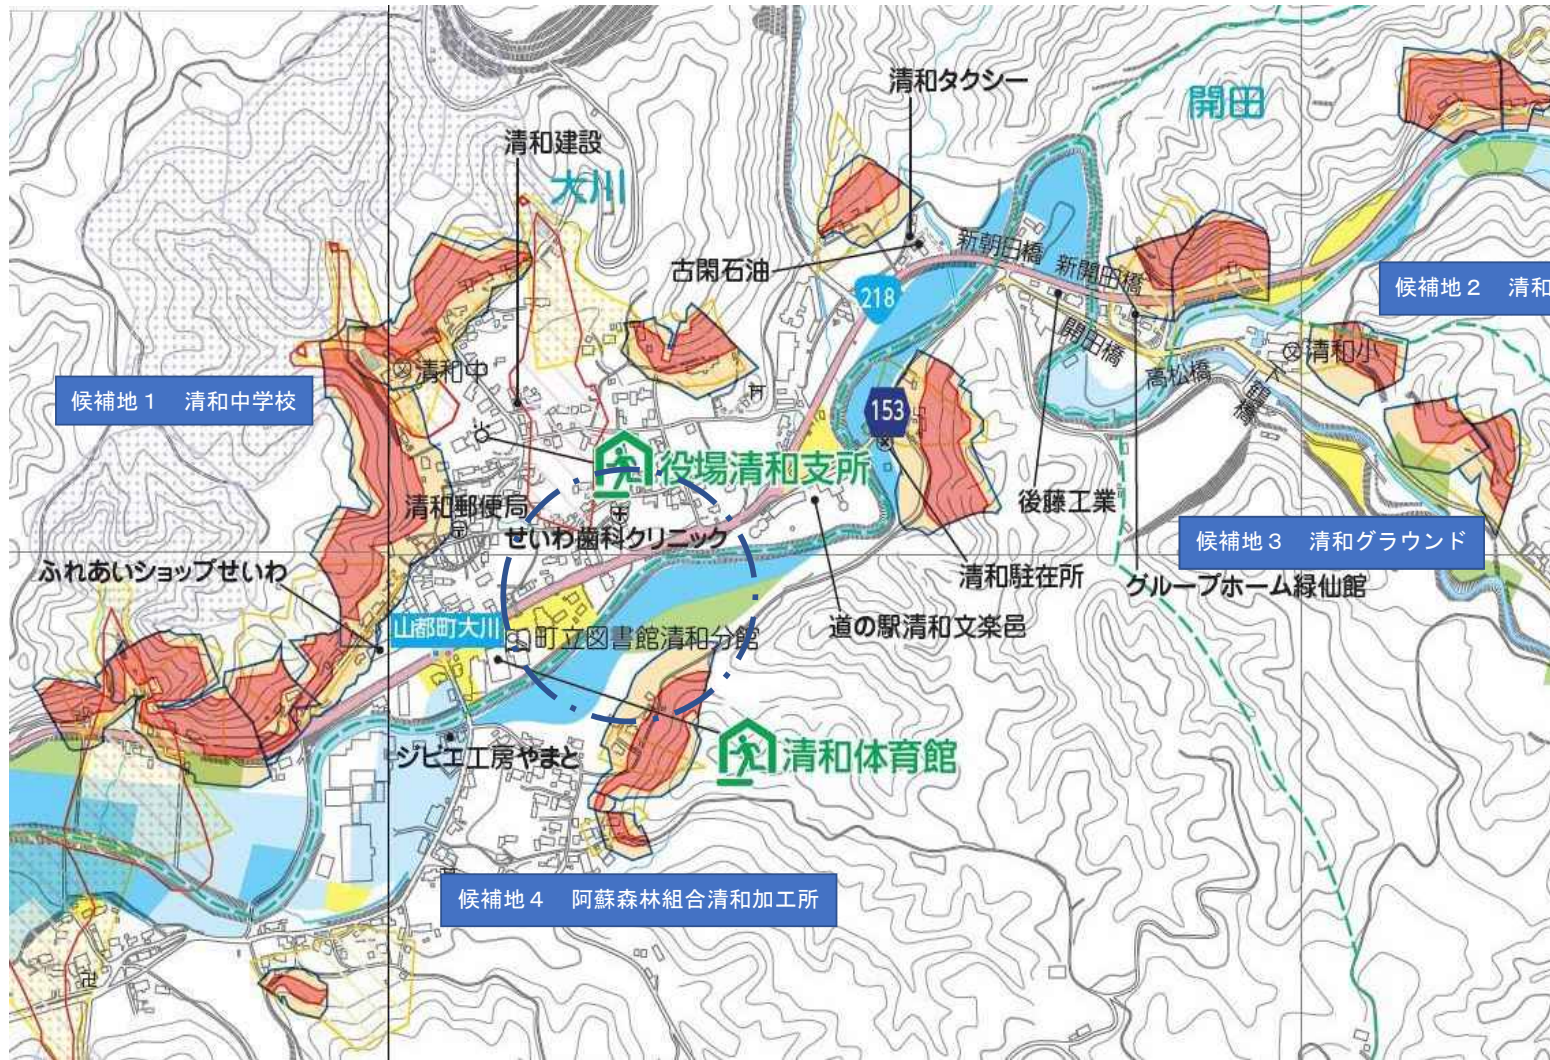 清和タクシー
開田
清和建設
大川
新朝日橋
古閑石油
新開田橋
218
候補地２　清和
開田橋
清和小
高松橋
一鶴橋
清和中
候補地１　清和中学校
153
役場清和支所
清和郵便局
後藤工業
せいわ歯科クリニック
候補地３　清和グラウンド
ふれあいショップせいわ
清和駐在所
グループホーム緑仙館
山都町大川
町立図書館清和分館
道の駅清和文楽邑
ジビエ工房やまと
清和体育館
候補地４　阿蘇森林組合清和加工所